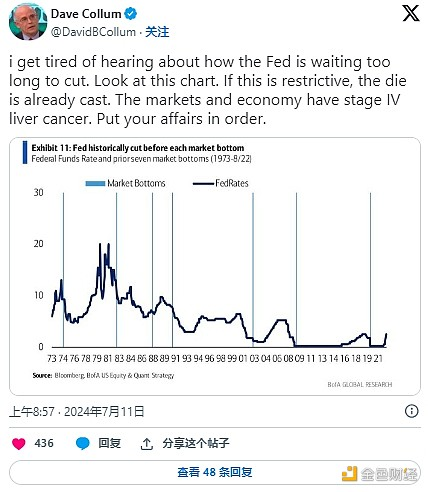 Dave Collum
@DavidBCollum · 关注
i get tired of hearing about how the Fed is waiting too
long to cut. Look at this chart. If this is restrictive, the die
is already cast. The markets and economy have stage IV
liver cancer. Put your affairs in order.
Exhibit 11: Fed historically cut before each market bottom
Federal Funds Rate and prior seven market bottoms (1973-8/22)
Market Bottoms FedRates
30
20
10
0
73 74 76 78 79 81 83 84 86 88 89 91 93 94 96 98 99 01 03 04 06 08 09 11 13 14 16 18 19 21
Source: Bloomberg, BofA US Equity & Quant Strategy
BofA GLOBAL RESEARCH
上午8:57 · 2024年7月11日
436 回复 分享这个帖子
查看 48 条回复
金色财经